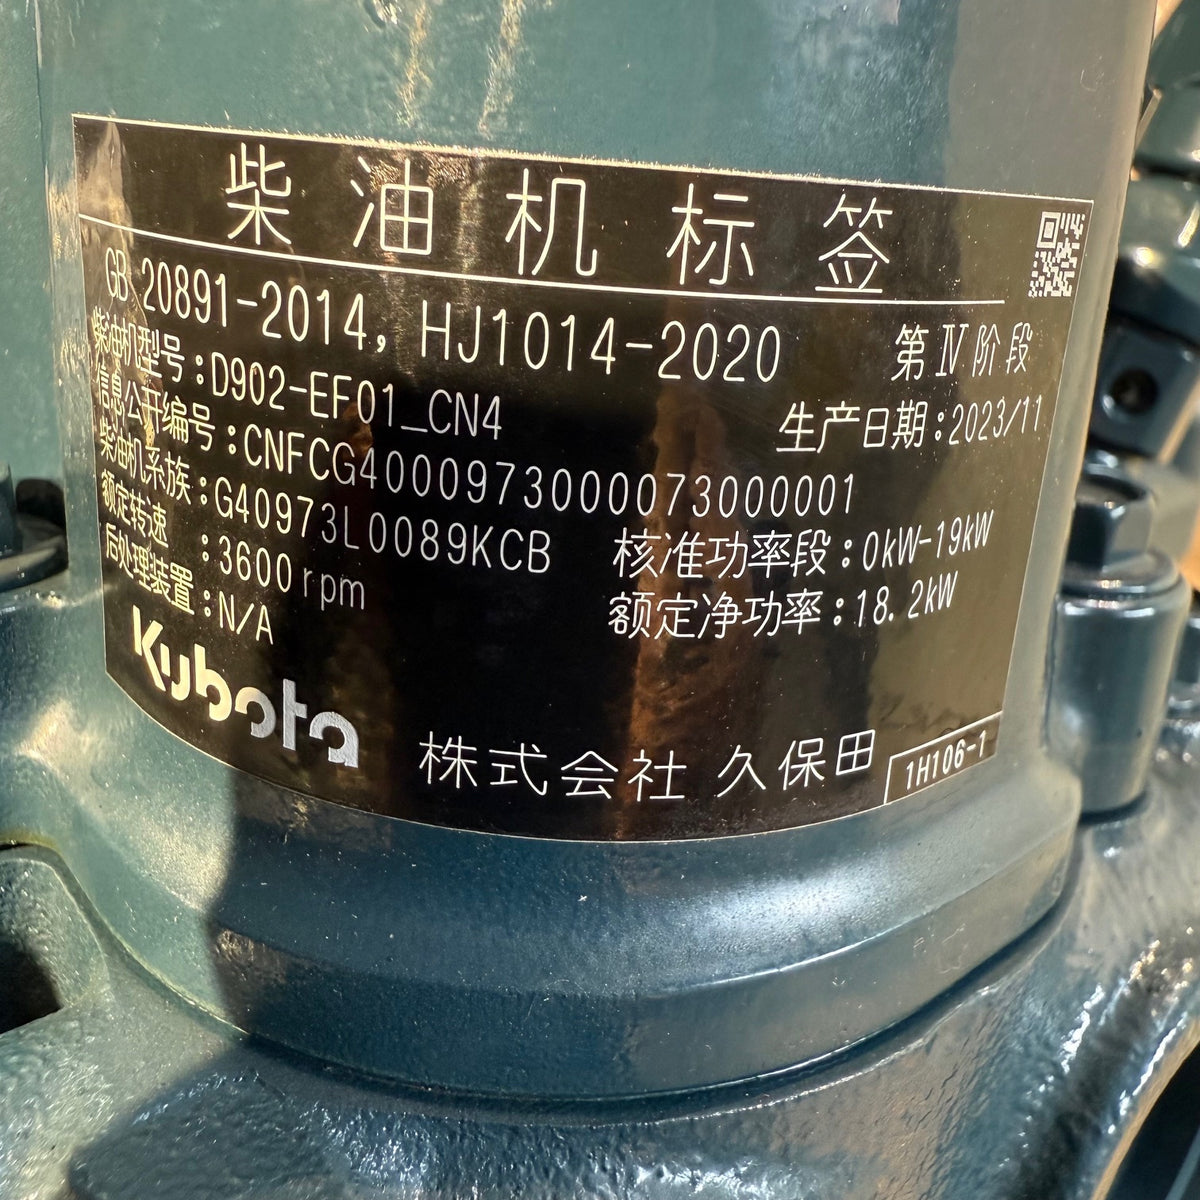 柴油机标签
GB 20891-2014, HJ1014-2020 第Ⅳ阶段
柴油机型号:D902-EF01_CN4 生产日期:2023/11
信息公开编号:CNFCG4000973000073000001
柴油机系族:G40973L0089KCB 核准功率段:0kW-19kW
额定转速:3600rpm 额定净功率:18.2kW
后处理装置:N/A
Kubota 株式会社 久保田 1H106-1